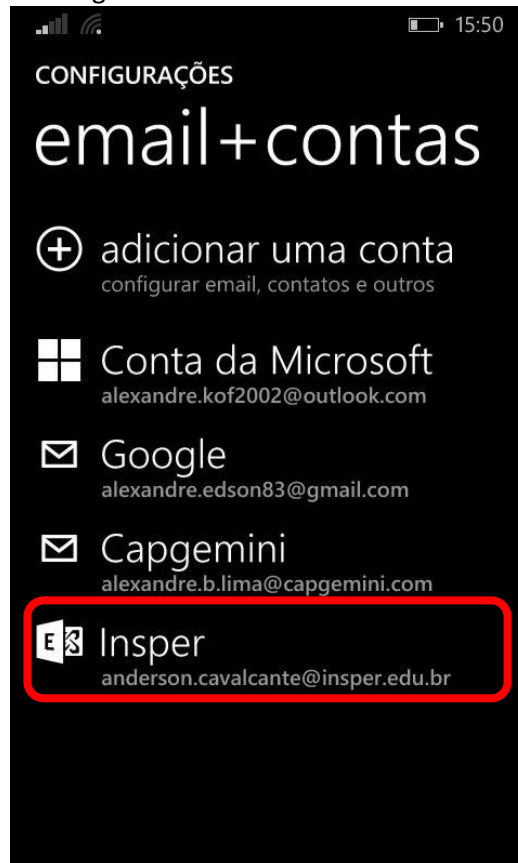 15:50
CONFIGURAÇÕES
email+contas
adicionar uma conta
configurar email, contatos e outros
Conta da Microsoft
alexandre.kof2002@outlook.com
Google
alexandre.edson83@gmail.com
Capgemini
alexandre.b.lima@capgemini.com
E
Insper
anderson.cavalcante@insper.edu.br